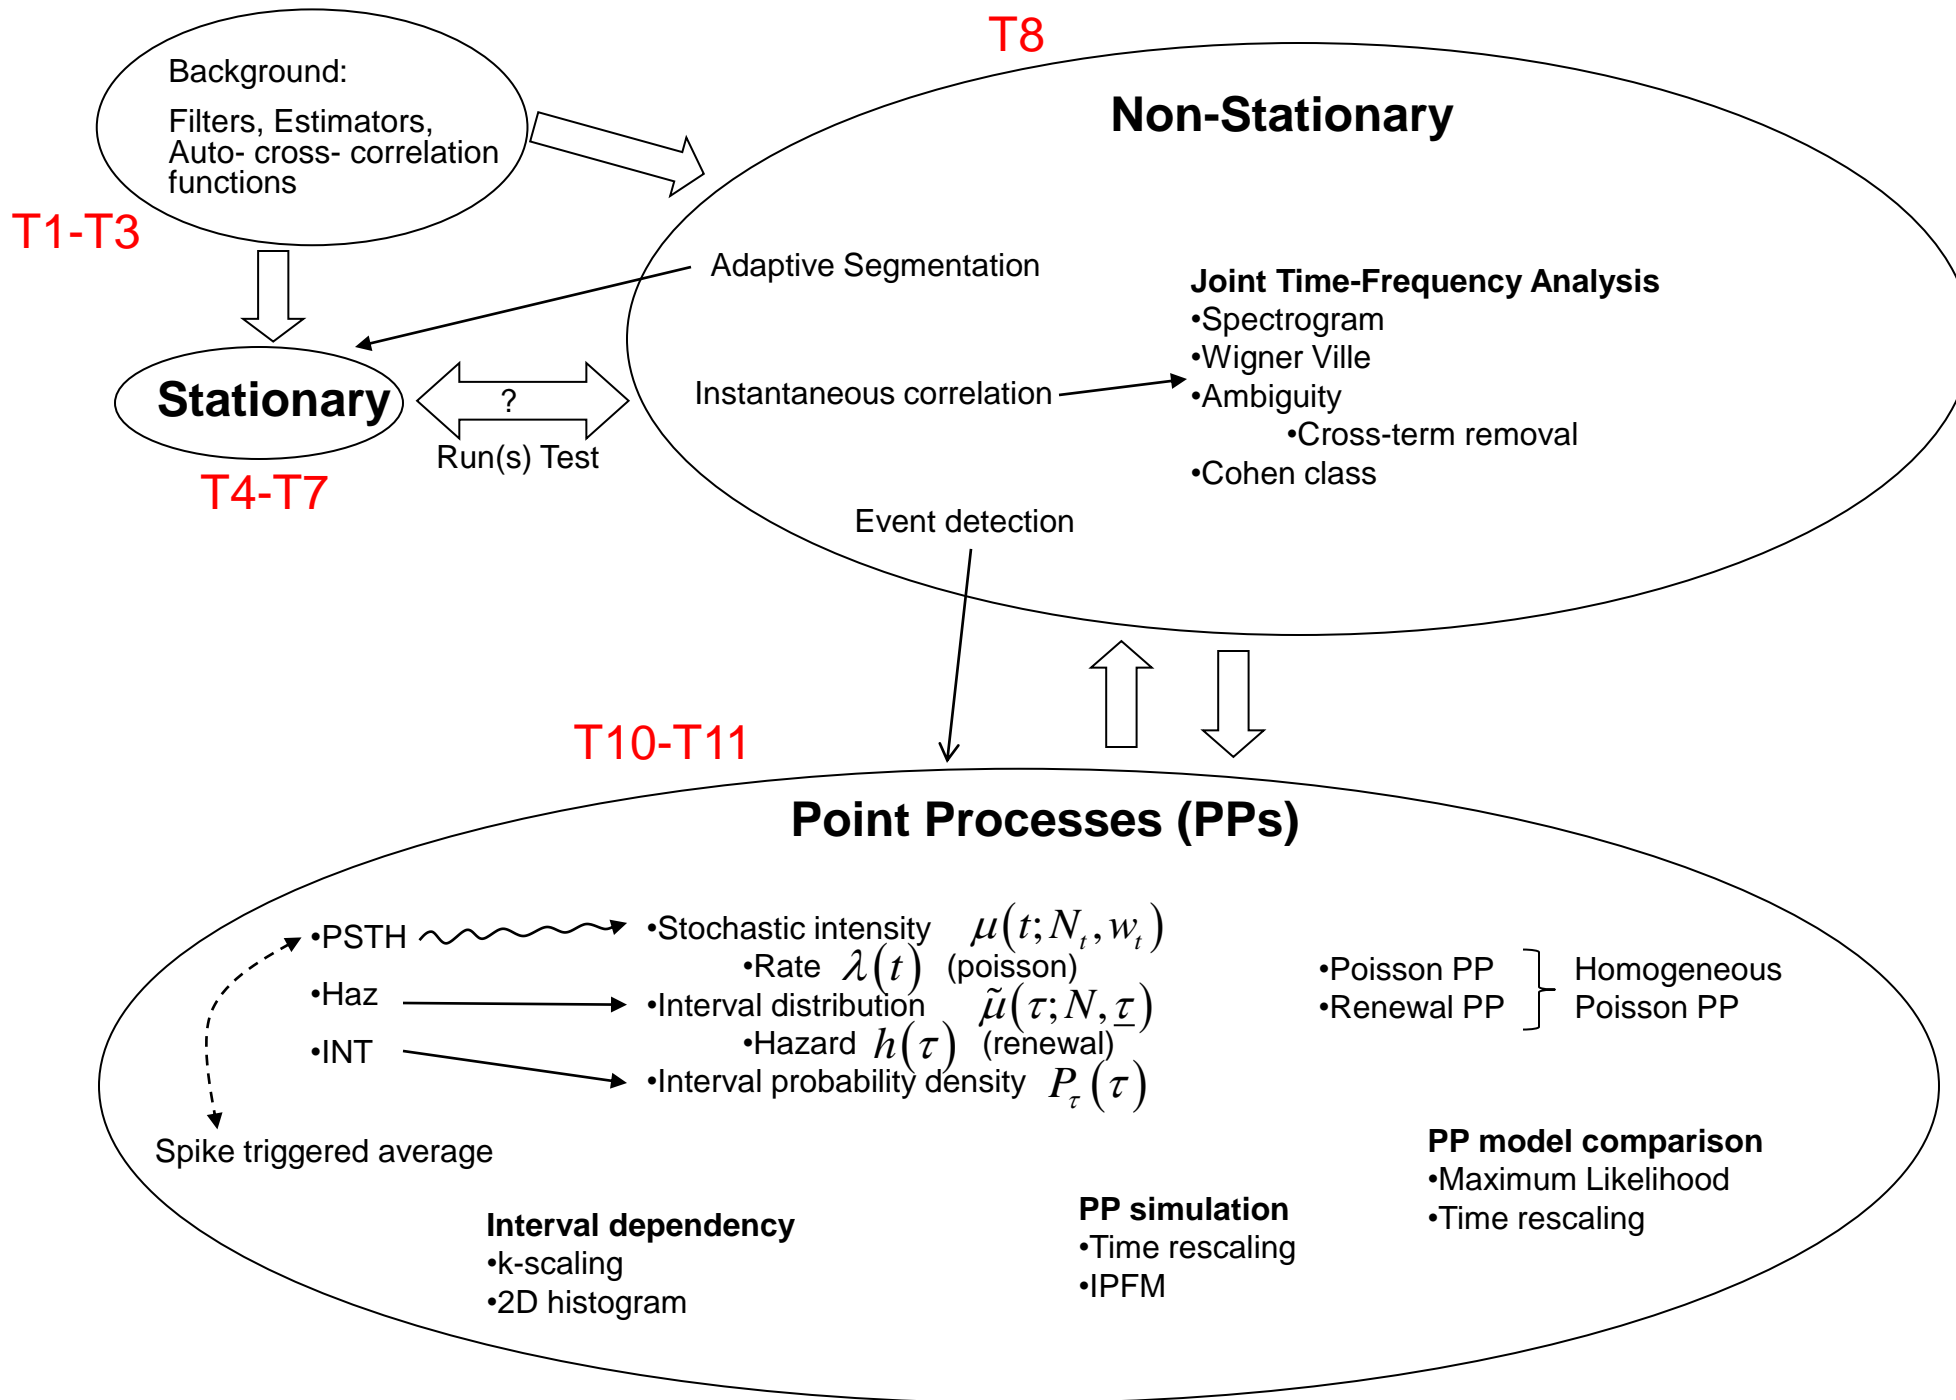 T8
Background:
Filters, Estimators,
Auto- cross- correlation
functions
T1-T3
Non-Stationary
Adaptive Segmentation
Joint Time-Frequency Analysis
•Spectrogram
•Wigner Ville
•Ambiguity
•Cross-term removal
•Cohen class
Instantaneous correlation
Stationary
?
Run(s) Test
T4-T7
Event detection
T10-T11
Point Processes (PPs)
•PSTH
•Haz
•INT
Spike triggered average
•Stochastic intensity μ(t; N_t, w_t)
•Rate λ(t) (poisson)
•Interval distribution μ̃(τ; N, τ̲)
•Hazard h(τ) (renewal)
•Interval probability density P_τ(τ)
•Poisson PP
•Renewal PP
Homogeneous
Poisson PP
PP model comparison
•Maximum Likelihood
•Time rescaling
PP simulation
•Time rescaling
•IPFM
Interval dependency
•k-scaling
•2D histogram